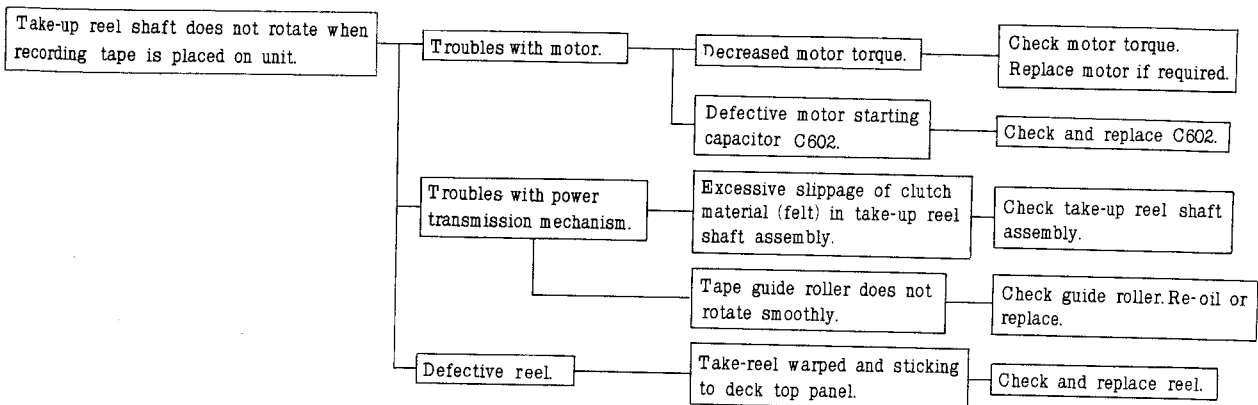 Take-up reel shaft does not rotate when
recording tape is placed on unit.
Troubles with motor.
Decreased motor torque.
Check motor torque.
Replace motor if required.
Defective motor starting
capacitor C602.
Check and replace C602.
Troubles with power
transmission mechanism.
Excessive slippage of clutch
material (felt) in take-up reel
shaft assembly.
Check take-up reel shaft
assembly.
Tape guide roller does not
rotate smoothly.
Check guide roller. Re-oil or
replace.
Defective reel.
Take-reel warped and sticking
to deck top panel.
Check and replace reel.